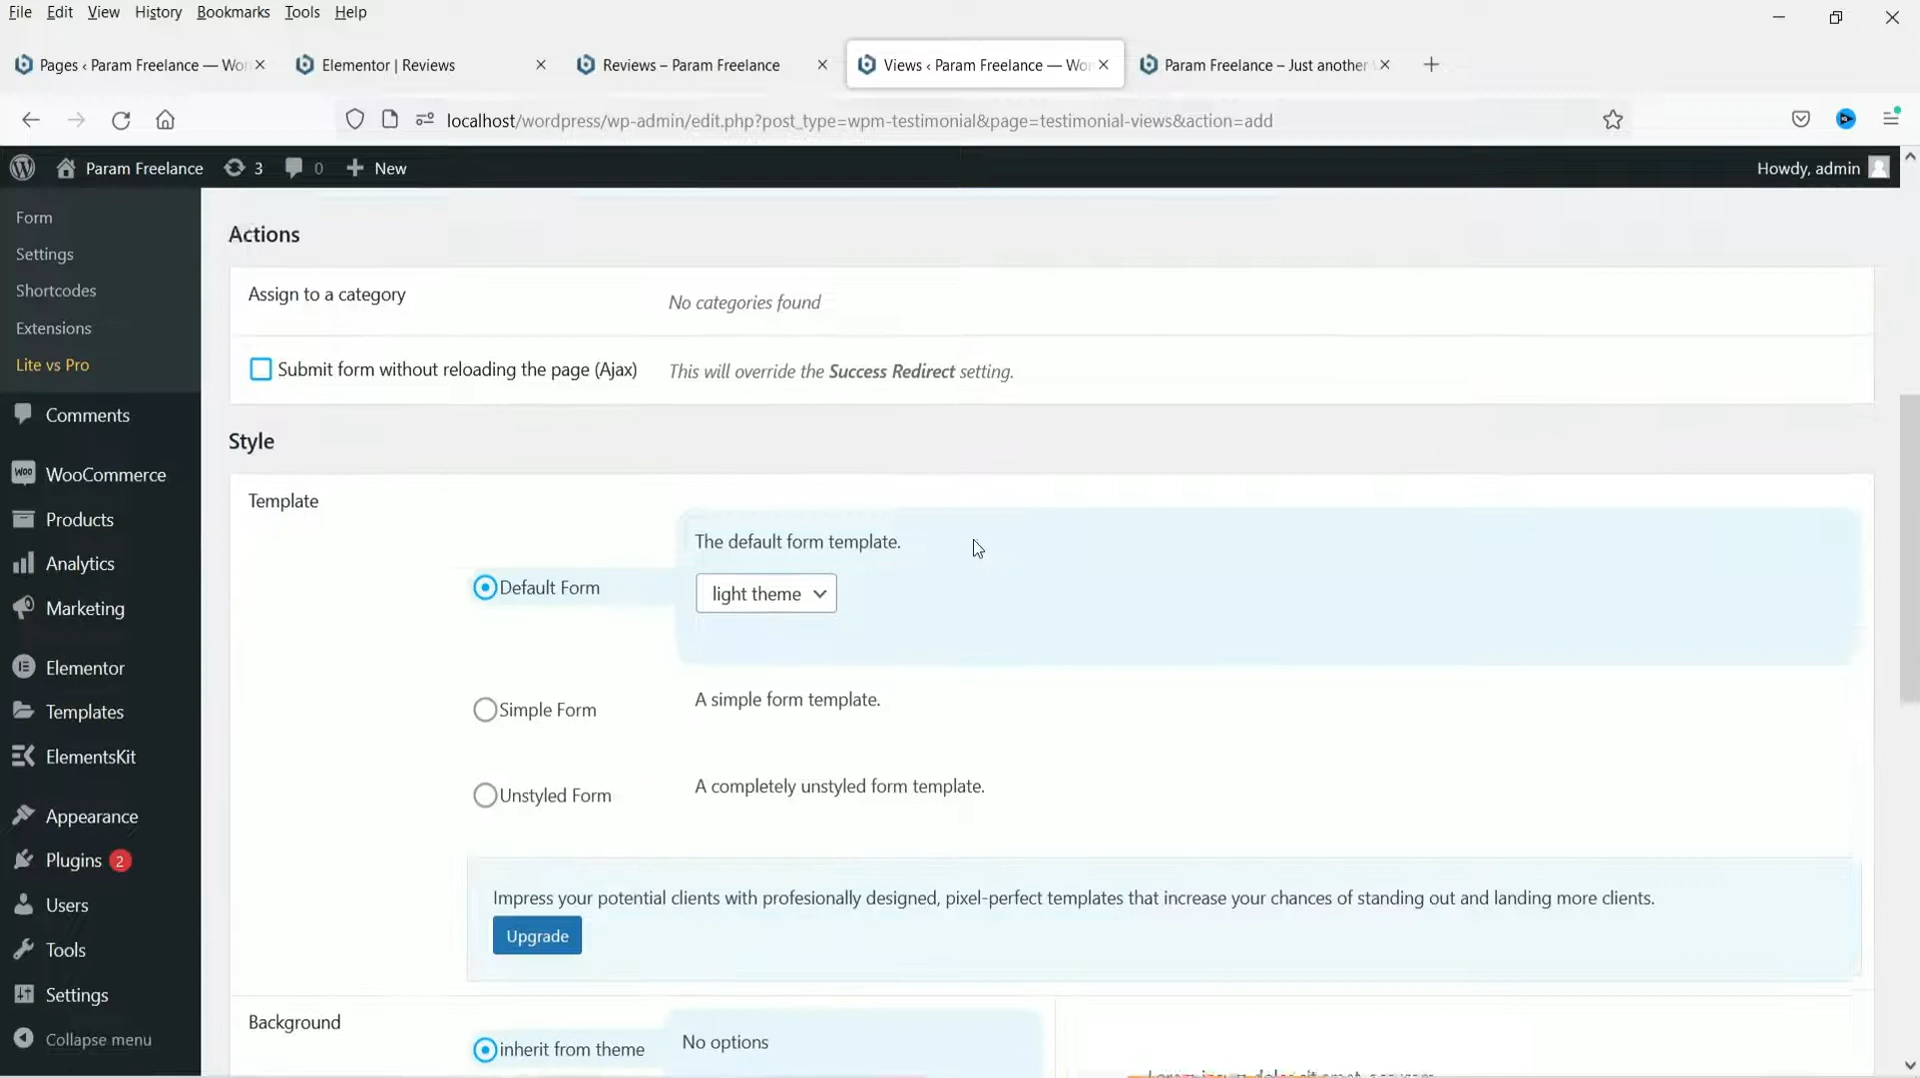 File Edit View History Bookmarks Tools Help
Pages ‹ Param Freelance — Wor
Elementor | Reviews
Reviews – Param Freelance
Views ‹ Param Freelance — Wor
Param Freelance – Just another
localhost/wordpress/wp-admin/edit.php?post_type=wpm-testimonial&page=testimonial-views&action=add
Param Freelance 3 0 New
Howdy, admin
Form
Settings
Shortcodes
Extensions
Lite vs Pro
Comments
WooCommerce
Products
Analytics
Marketing
Elementor
Templates
ElementsKit
Appearance
Plugins 2
Users
Tools
Settings
Collapse menu
Actions
Assign to a category
No categories found
Submit form without reloading the page (Ajax)
This will override the Success Redirect setting.
Style
Template
The default form template.
Default Form
light theme
Simple Form
A simple form template.
Unstyled Form
A completely unstyled form template.
Impress your potential clients with profesionally designed, pixel-perfect templates that increase your chances of standing out and landing more clients.
Upgrade
Background
inherit from theme
No options